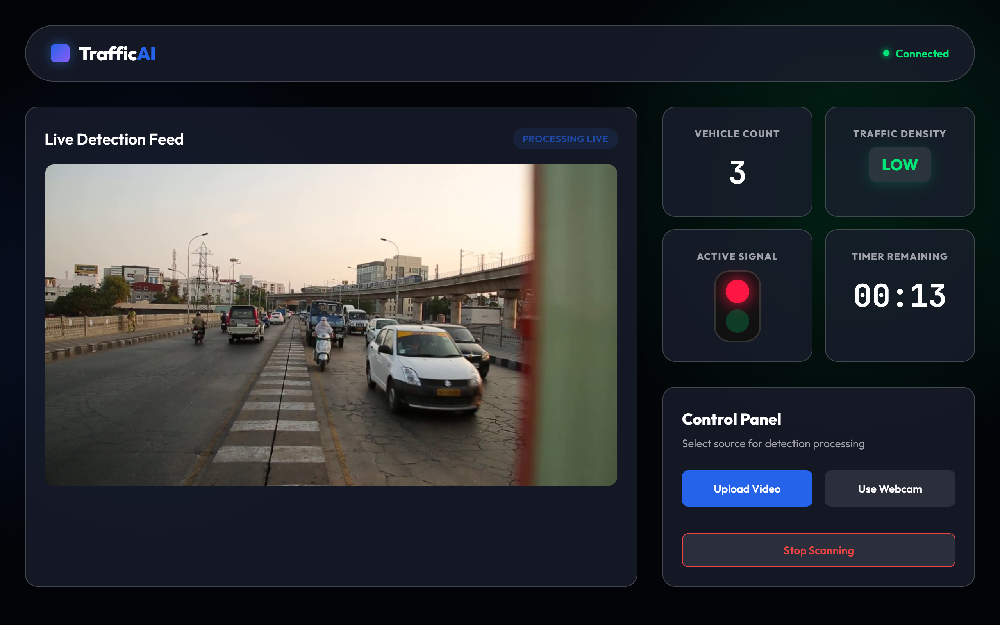 TrafficAI
Connected
Live Detection Feed
PROCESSING LIVE
VEHICLE COUNT
3
TRAFFIC DENSITY
LOW
ACTIVE SIGNAL
TIMER REMAINING
00:13
Control Panel
Select source for detection processing
Upload Video
Use Webcam
Stop Scanning